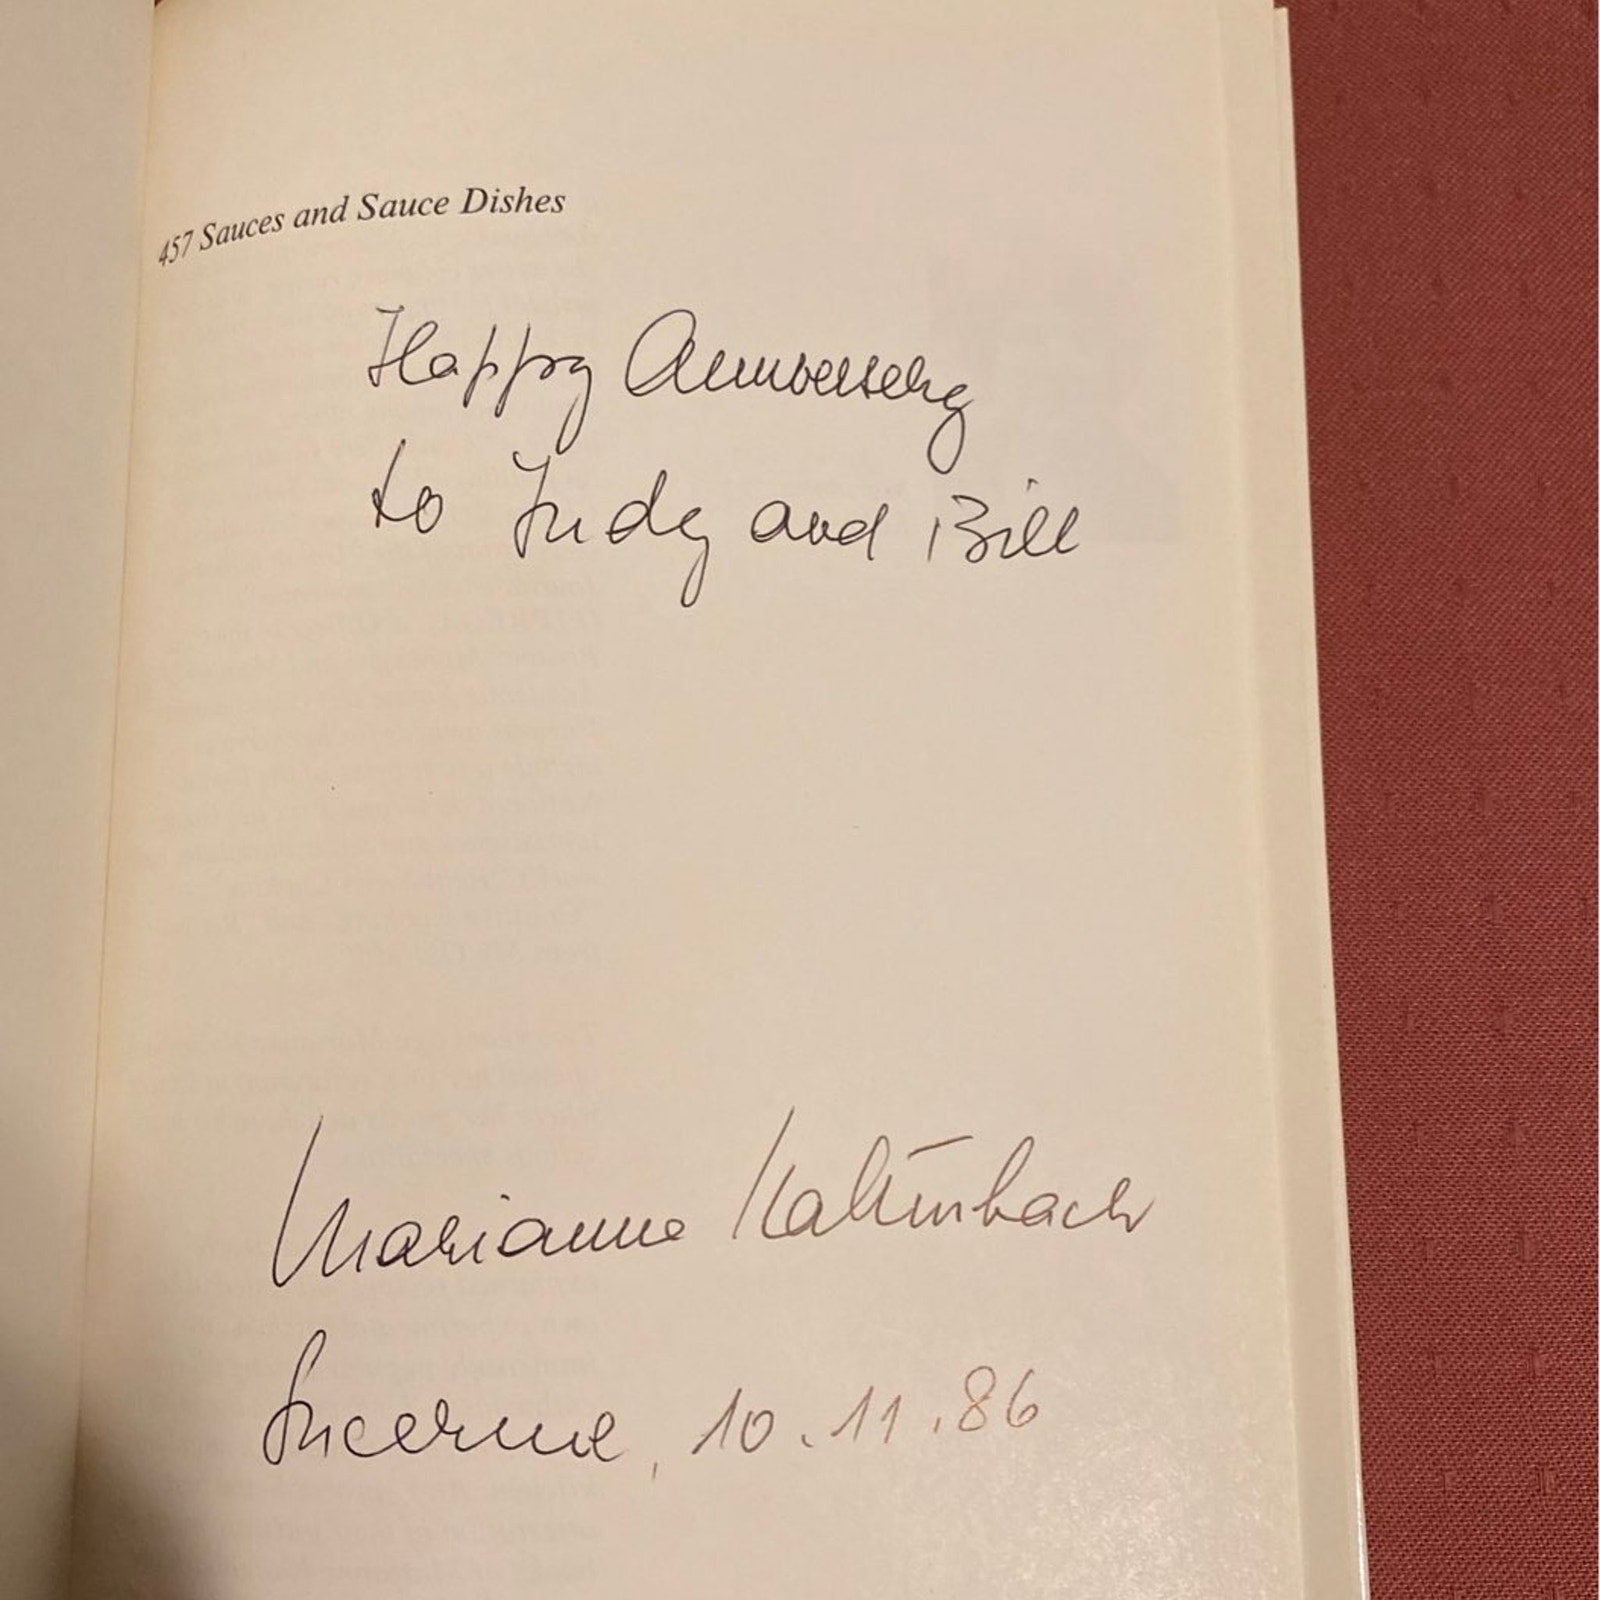 457 Sauces and Sauce Dishes
Happy Anniversary
to Judy and Bill
Marianne Kaltenbach
Lucerne, 10.11.86